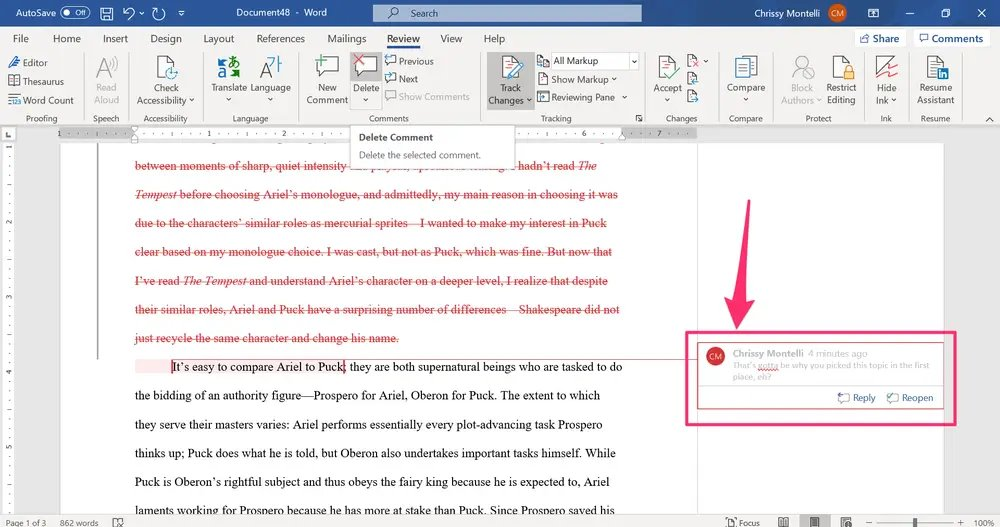 AutoSave Off Document48 - Word Search Chrissy Montelli CM
File Home Insert Design Layout References Mailings Review View Help Share Comments
Editor
Thesaurus
Word Count
Proofing
Read Aloud
Speech
Check Accessibility
Accessibility
Translate Language
Language
New Comment
Delete
Previous
Next
Show Comments
Comments
Track Changes
All Markup
Show Markup
Reviewing Pane
Tracking
Accept
Changes
Compare
Compare
Block Authors
Restrict Editing
Protect
Hide Ink
Ink
Resume Assistant
Resume
Delete Comment
Delete the selected comment.
between moments of sharp, quiet intensity hadn't read The
Tempest before choosing Ariel's monologue, and admittedly, my main reason in choosing it was
due to the characters' similar roles as mercurial sprites—I wanted to make my interest in Puck
clear based on my monologue choice. I was cast, but not as Puck, which was fine. But now that
I've read The Tempest and understand Ariel's character on a deeper level, I realize that despite
their similar roles, Ariel and Puck have a surprising number of differences—Shakespeare did not
just recycle the same character and change his name.
It's easy to compare Ariel to Puck; they are both supernatural beings who are tasked to do
the bidding of an authority figure—Prospero for Ariel, Oberon for Puck. The extent to which
they serve their masters varies: Ariel performs essentially every plot-advancing task Prospero
thinks up; Puck does what he is told, but Oberon also undertakes important tasks himself. While
Puck is Oberon's rightful subject and thus obeys the fairy king because he is expected to, Ariel
laments working for Prospero because he has more at stake than Puck. Since Prospero saved his
CM Chrissy Montelli 4 minutes ago
That's gotta be why you picked this topic in the first
place, eh?
Reply Reopen
Page 1 of 3 862 words Focus 100%